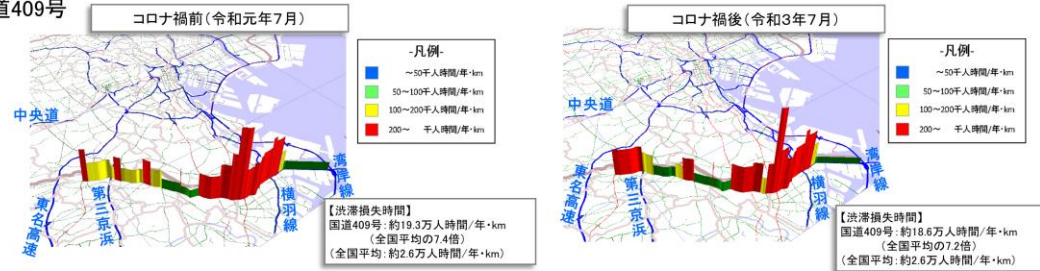 道409号
コロナ禍前(令和元年7月)
-凡例-
~50千人時間/年・km
50~100千人時間/年・km
100~200千人時間/年・km
200~ 千人時間/年・km
中央道
東名高速
第三京浜
横羽線
湾岸線
【渋滞損失時間】
国道409号:約19.3万人時間/年・km
(全国平均の7.4倍)
(全国平均:約2.6万人時間/年・km)
コロナ禍後(令和3年7月)
-凡例-
~50千人時間/年・km
50~100千人時間/年・km
100~200千人時間/年・km
200~ 千人時間/年・km
中央道
東名高速
第三京浜
横羽線
湾岸線
【渋滞損失時間】
国道409号:約18.6万人時間/年・km
(全国平均の7.2倍)
(全国平均:約2.6万人時間/年・km)